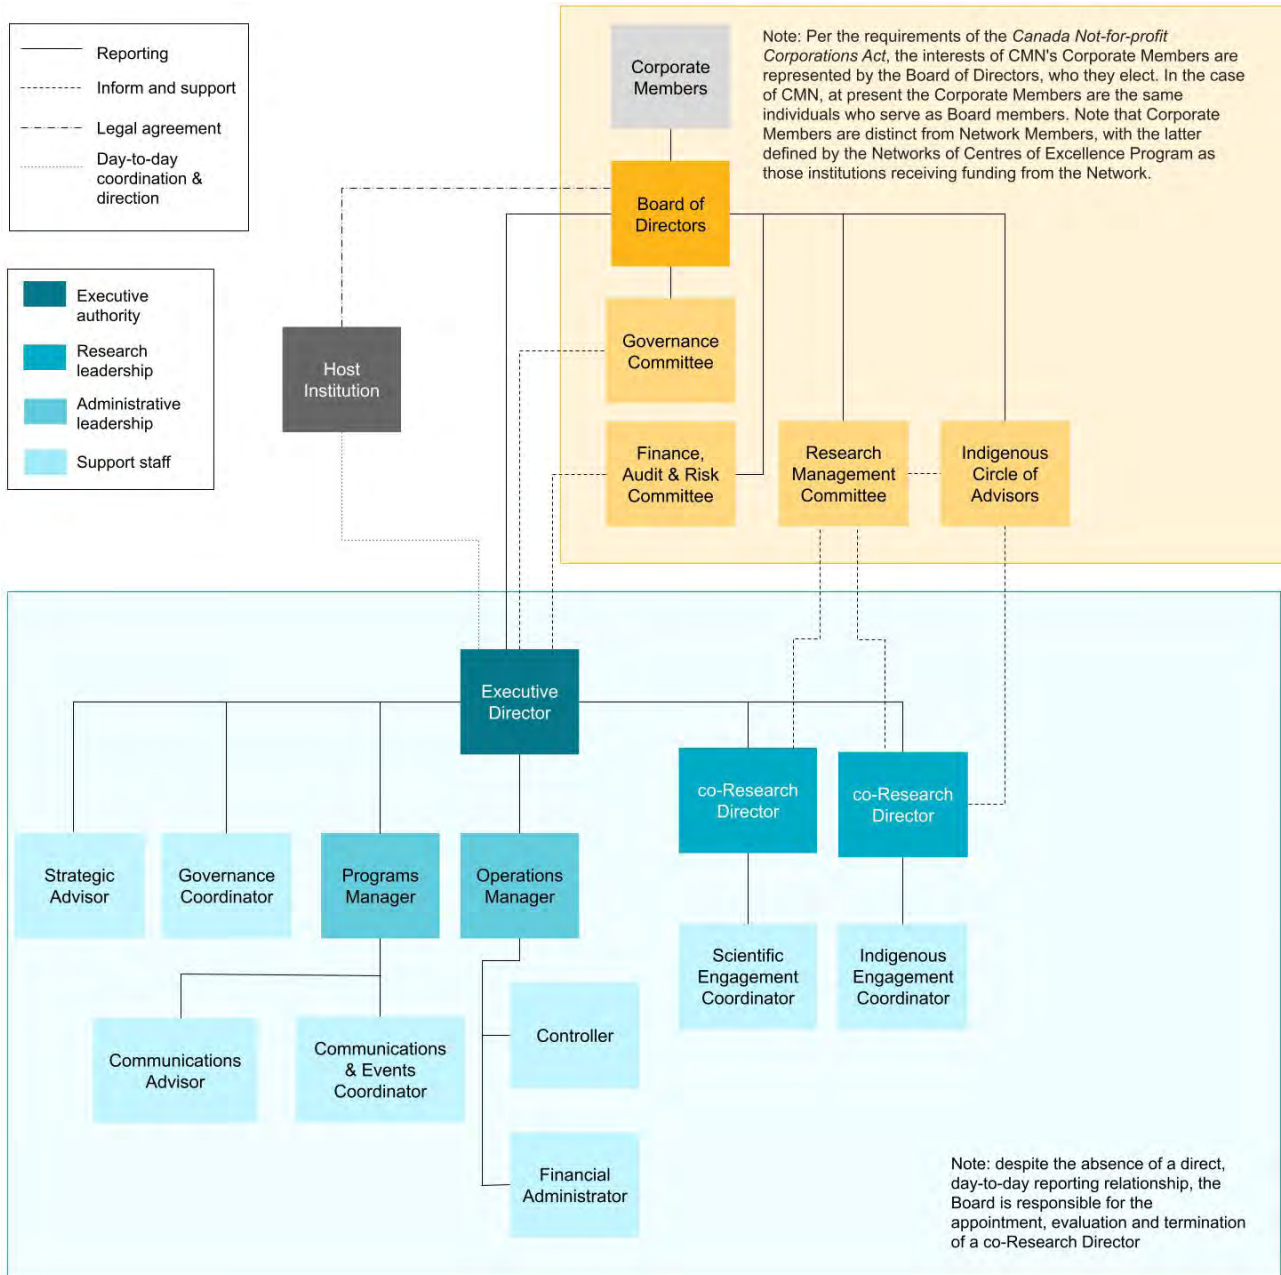 Reporting
Inform and support
Legal agreement
Day-to-day
coordination &
direction
Executive
authority
Research
leadership
Administrative
leadership
Support staff
Corporate
Members
Note: Per the requirements of the Canada Not-for-profit
Corporations Act, the interests of CMN's Corporate Members are
represented by the Board of Directors, who they elect. In the case
of CMN, at present the Corporate Members are the same
individuals who serve as Board members. Note that Corporate
Members are distinct from Network Members, with the latter
defined by the Networks of Centres of Excellence Program as
those institutions receiving funding from the Network.
Board of
Directors
Host
Institution
Governance
Committee
Finance,
Audit & Risk
Committee
Research
Management
Committee
Indigenous
Circle of
Advisors
Executive
Director
co-Research
Director
co-Research
Director
Strategic
Advisor
Governance
Coordinator
Programs
Manager
Operations
Manager
Scientific
Engagement
Coordinator
Indigenous
Engagement
Coordinator
Communications
Advisor
Communications
& Events
Coordinator
Controller
Financial
Administrator
Note: despite the absence of a direct,
day-to-day reporting relationship, the
Board is responsible for the
appointment, evaluation and termination
of a co-Research Director